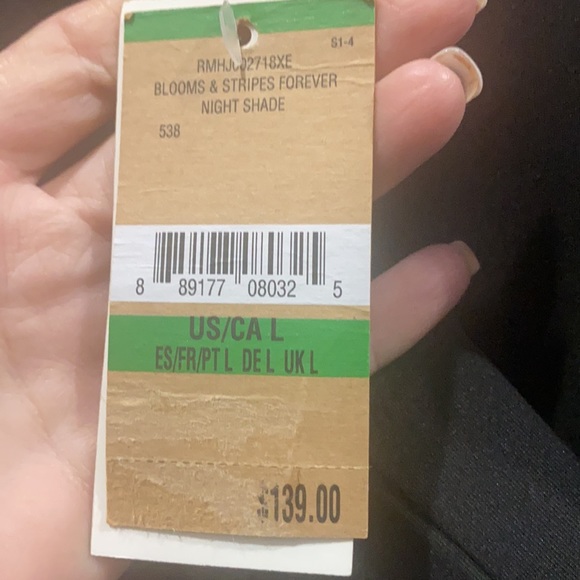 S1-4
RMHJ002718XE
BLOOMS & STRIPES FOREVER
NIGHT SHADE
538
8 89177 08032 5
US/CA L
ES/FR/PT L DE L UK L
$139.00